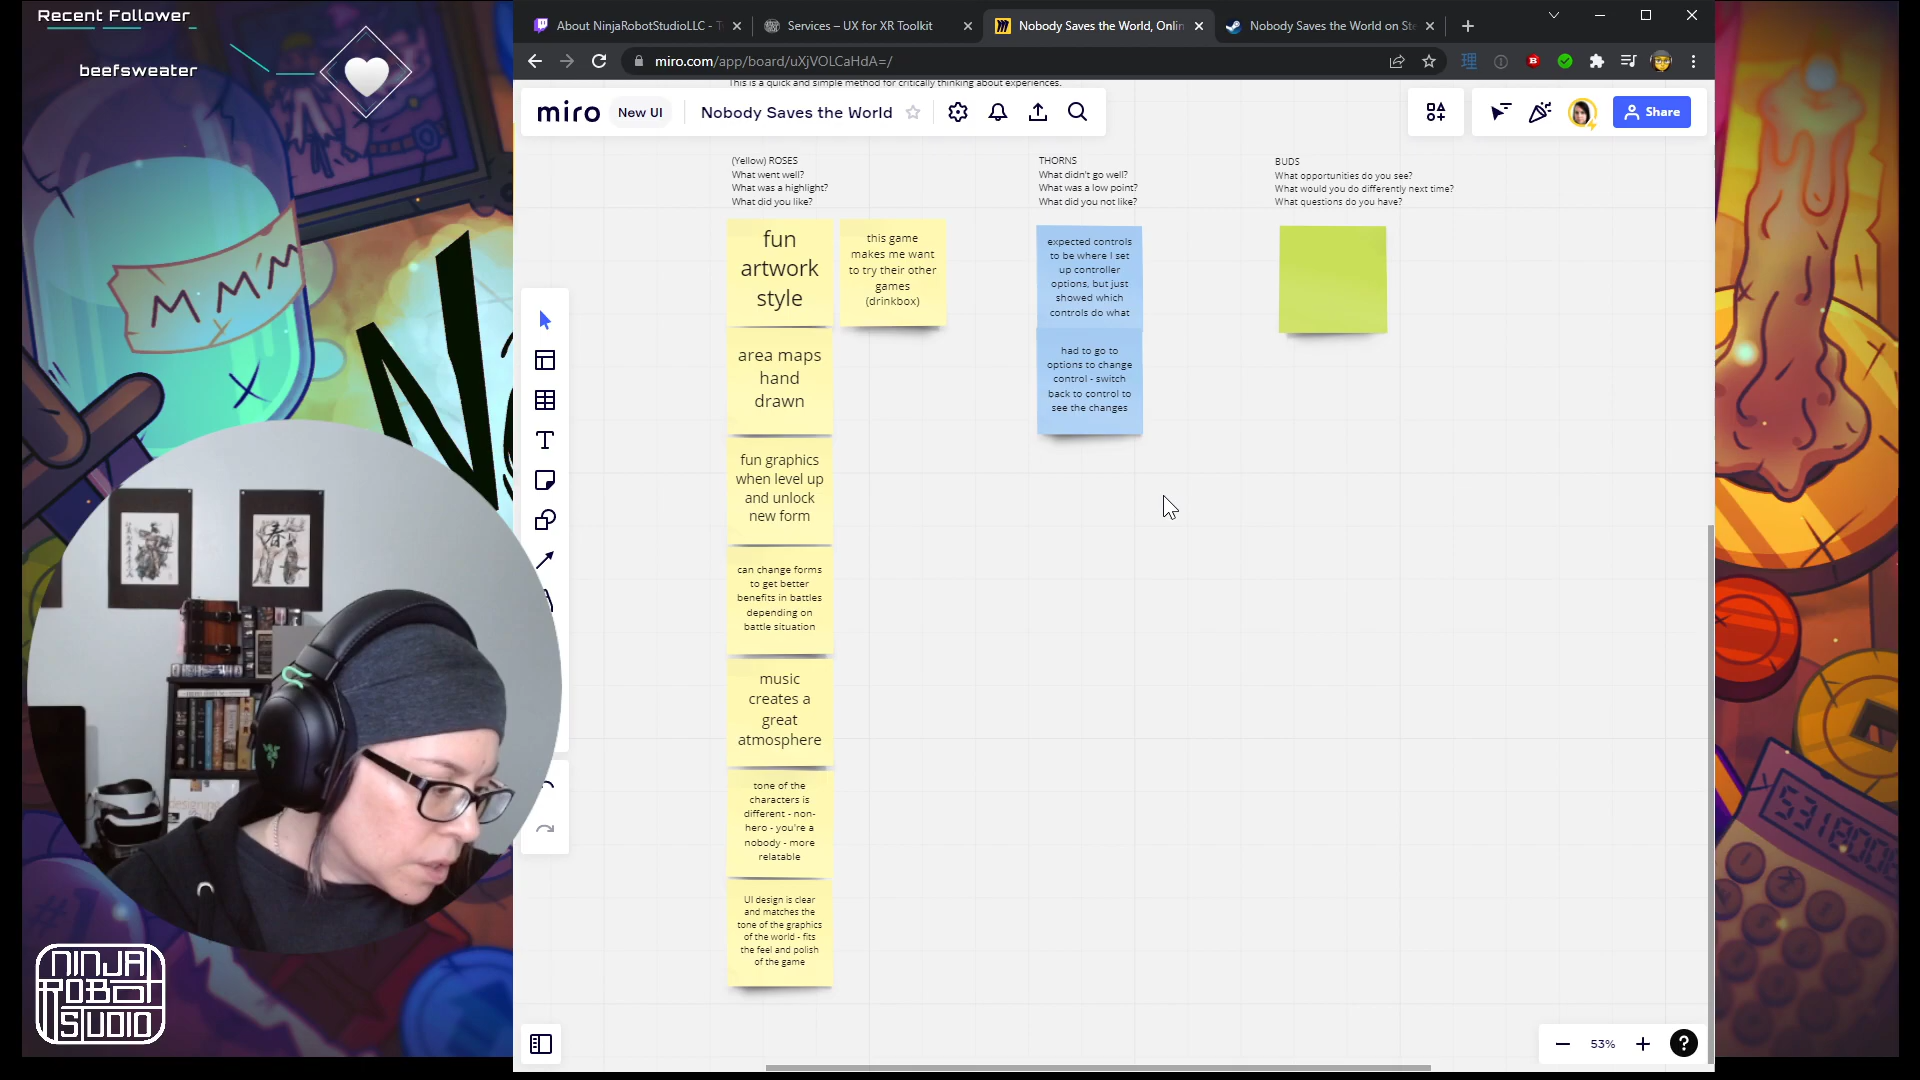 Recent Follower
beefsweater
About NinjaRobotStudioLLC - T
Services – UX for XR Toolkit
Nobody Saves the World, Onlin
Nobody Saves the World on Ste
miro.com/app/board/uXjVOLCaHdA=/
This is a quick and simple method for critically thinking about experiences.
miro
New UI
Nobody Saves the World
Share
(Yellow) ROSES
What went well?
What was a highlight?
What did you like?
THORNS
What didn't go well?
What was a low point?
What did you not like?
BUDS
What opportunities do you see?
What would you do differently next time?
What questions do you have?
fun
artwork
style
this game
makes me want
to try their other
games
(drinkbox)
expected controls
to be where I set
up controller
options, but just
showed which
controls do what
area maps
hand
drawn
had to go to
options to change
control - switch
back to control to
see the changes
fun graphics
when level up
and unlock
new form
can change forms
to get better
benefits in battles
depending on
battle situation
music
creates a
great
atmosphere
tone of the
characters is
different - non-
hero - you're a
nobody - more
relatable
UI design is clear
and matches the
tone of the graphics
of the world - fits
the feel and polish
of the game
53%
MMM
春
NINJA
ROBOT
STUDIO
5318008